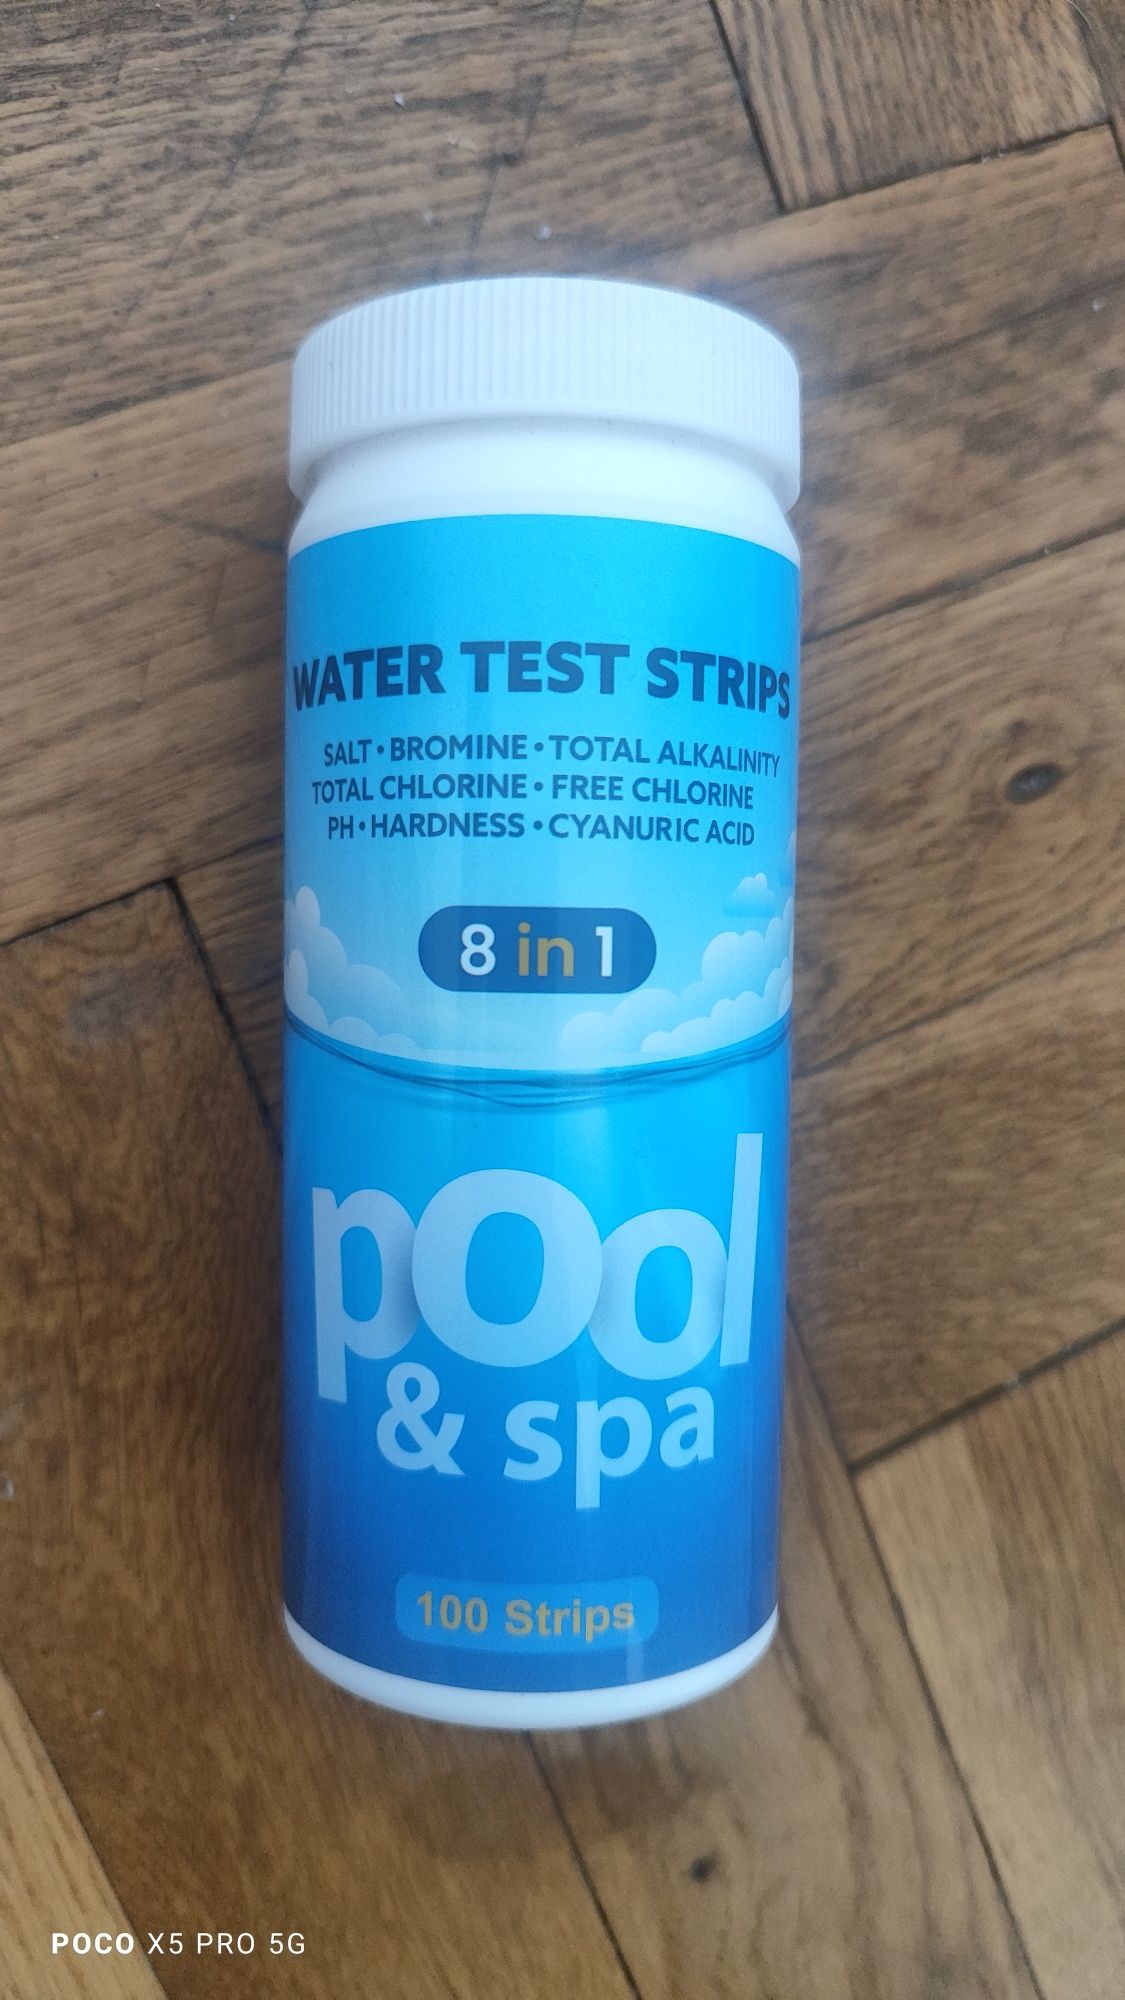 WATER TEST STRIPS
SALT • BROMINE • TOTAL ALKALINITY
TOTAL CHLORINE • FREE CHLORINE
PH • HARDNESS • CYANURIC ACID
8 in 1
pool
& spa
100 Strips
POCO X5 PRO 5G